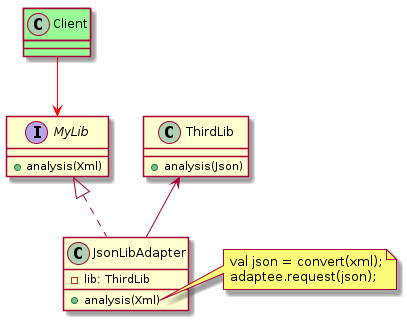 C Client
I MyLib
analysis(Xml)
C ThirdLib
analysis(Json)
C JsonLibAdapter
lib: ThirdLib
analysis(Xml)
val json = convert(xml);
adaptee.request(json);